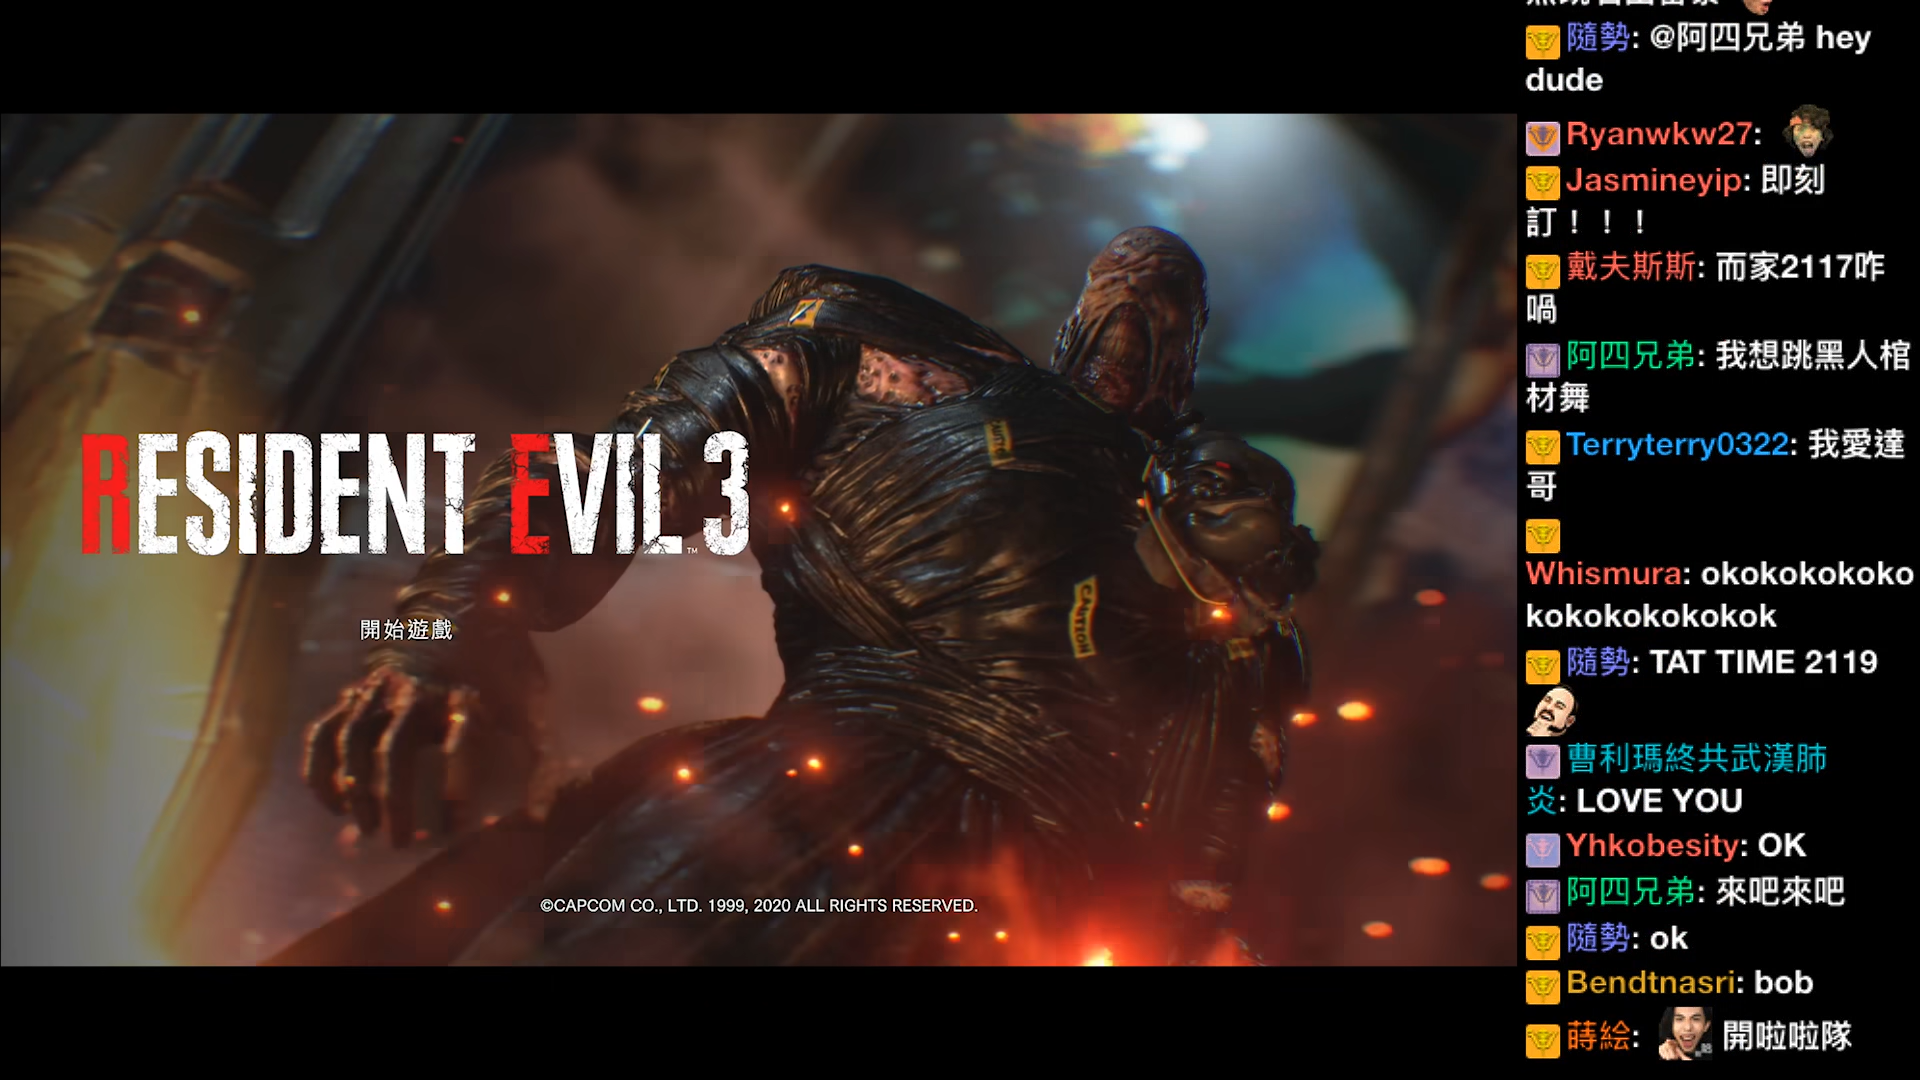 RESIDENT EVIL 3
™
開始遊戲
CAUTION
©CAPCOM CO., LTD. 1999, 2020 ALL RIGHTS RESERVED.
隨勢: @阿四兄弟 hey
dude
Ryanwkw27:
Jasmineyip: 即刻
訂！！！
戴夫斯斯: 而家2117咋
喎
阿四兄弟: 我想跳黑人棺
材舞
Terryterry0322: 我愛達
哥
Whismura: okokokokoko
kokokokokokok
隨勢: TAT TIME 2119
曹利瑪終共武漢肺
炎: LOVE YOU
Yhkobesity: OK
阿四兄弟: 來吧來吧
隨勢: ok
Bendtnasri: bob
蒔絵: 開啦啦隊